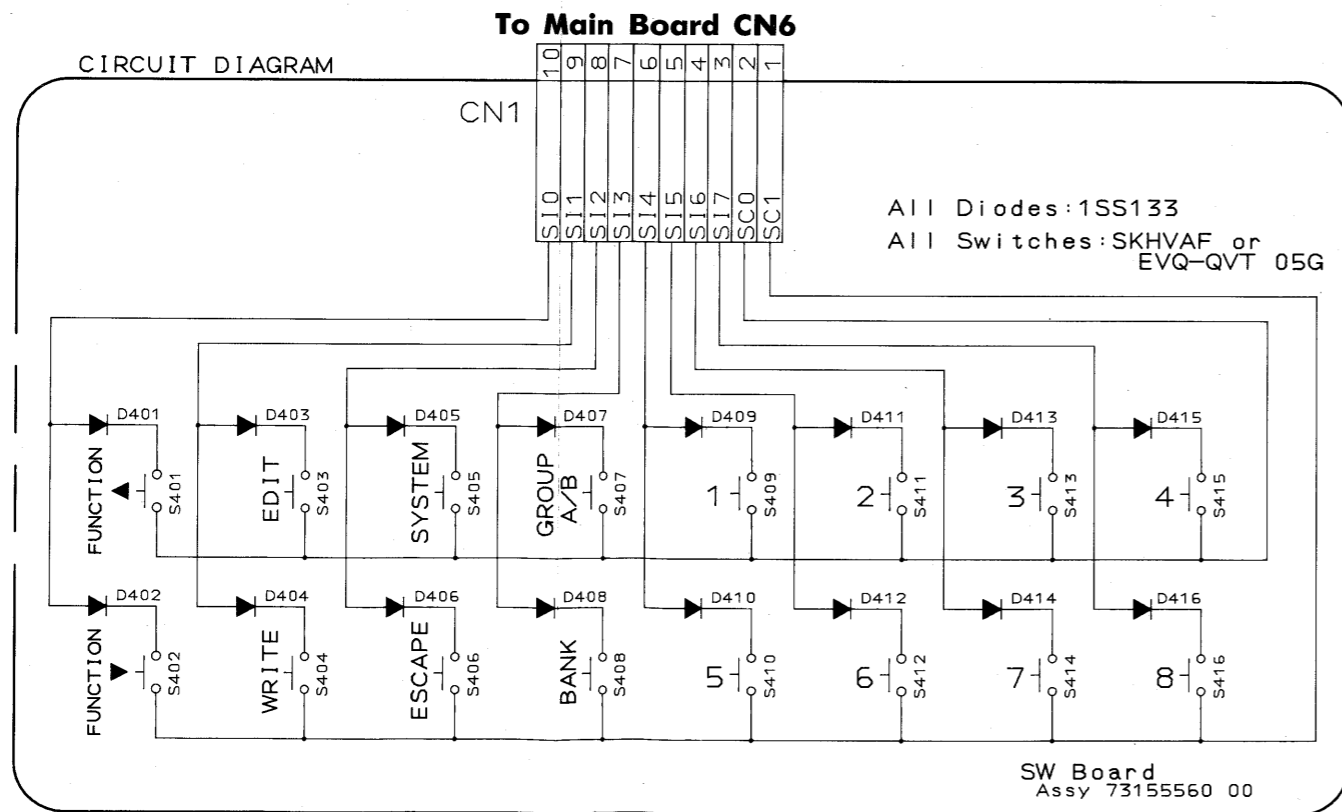 To Main Board CN6
CIRCUIT DIAGRAM
10 9 8 7 6 5 4 3 2 1
CN1
SI0 SI1 SI2 SI3 SI4 SI5 SI6 SI7 SC0 SC1
All Diodes:1SS133
All Switches:SKHVAF or
EVQ-QVT 05G
D401 D403 D405 D407 D409 D411 D413 D415
FUNCTION ▲ S401
EDIT S403
SYSTEM S405
GROUP A/B S407
1 S409
2 S411
3 S413
4 S415
D402 D404 D406 D408 D410 D412 D414 D416
FUNCTION ▼ S402
WRITE S404
ESCAPE S406
BANK S408
5 S410
6 S412
7 S414
8 S416
SW Board
Assy 73155560 00